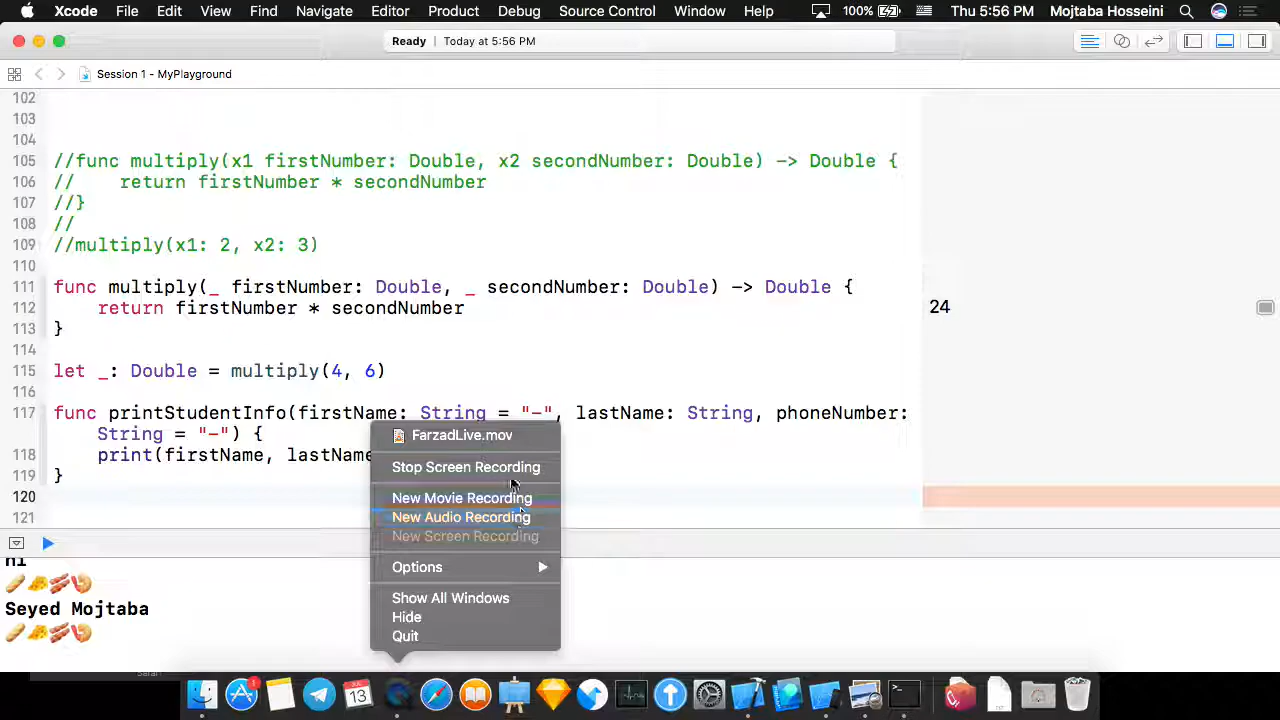 Xcode File Edit View Find Navigate Editor Product Debug Source Control Window Help 100% Thu 5:56 PM Mojtaba Hosseini
Ready | Today at 5:56 PM
Session 1 - MyPlayground
102
103
104
105 //func multiply(x1 firstNumber: Double, x2 secondNumber: Double) -> Double {
106 // return firstNumber * secondNumber
107 //}
108 //
109 //multiply(x1: 2, x2: 3)
110
111 func multiply(_ firstNumber: Double, _ secondNumber: Double) -> Double {
112 return firstNumber * secondNumber 24
113 }
114
115 let _: Double = multiply(4, 6)
116
117 func printStudentInfo(firstName: String = "-", lastName: String, phoneNumber:
String = "-") {
118 print(firstName, lastName
119 }
120
121
FarzadLive.mov
Stop Screen Recording
New Movie Recording
New Audio Recording
New Screen Recording
Options
Show All Windows
Hide
Quit
Hi
Seyed Mojtaba
Sarah
1
JUL
13